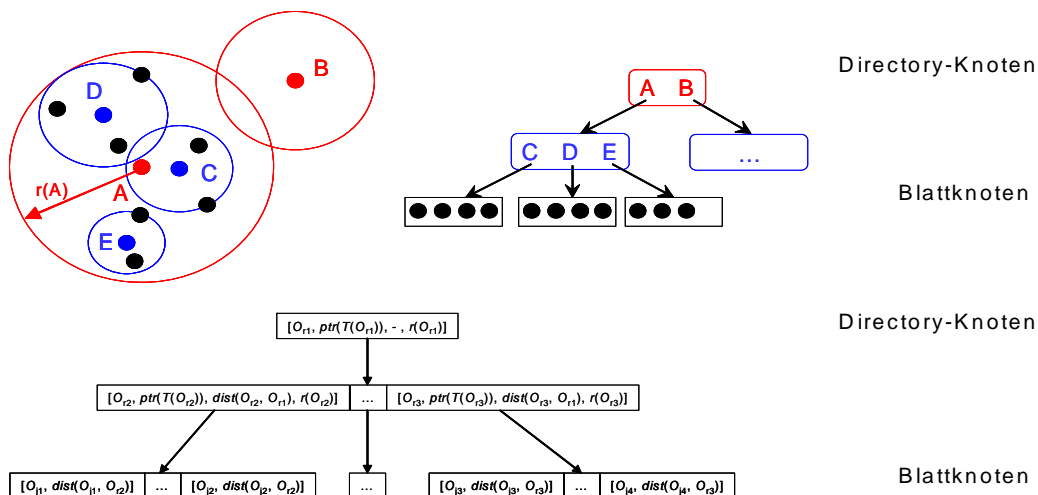 B
D
C
A
r(A)
E
A B
Directory-Knoten
C D E
...
Blattknoten
[O_r1, ptr(T(O_r1)), - , r(O_r1)]
Directory-Knoten
[O_r2, ptr(T(O_r2)), dist(O_r2, O_r1), r(O_r2)] ... [O_r3, ptr(T(O_r3)), dist(O_r3, O_r1), r(O_r3)]
[O_j1, dist(O_j1, O_r2)] ... [O_j2, dist(O_j2, O_r2)] ... [O_j3, dist(O_j3, O_r3)] ... [O_j4, dist(O_j4, O_r3)]
Blattknoten